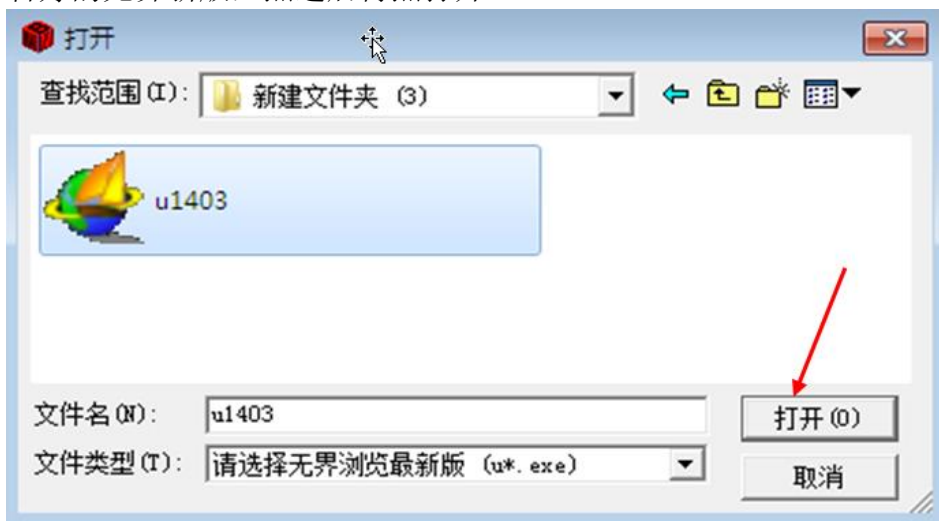 打开
查找范围(I):
新建文件夹 (3)
u1403
文件名(N):
u1403
打开(O)
文件类型(T):
请选择无界浏览最新版 (u*.exe)
取消